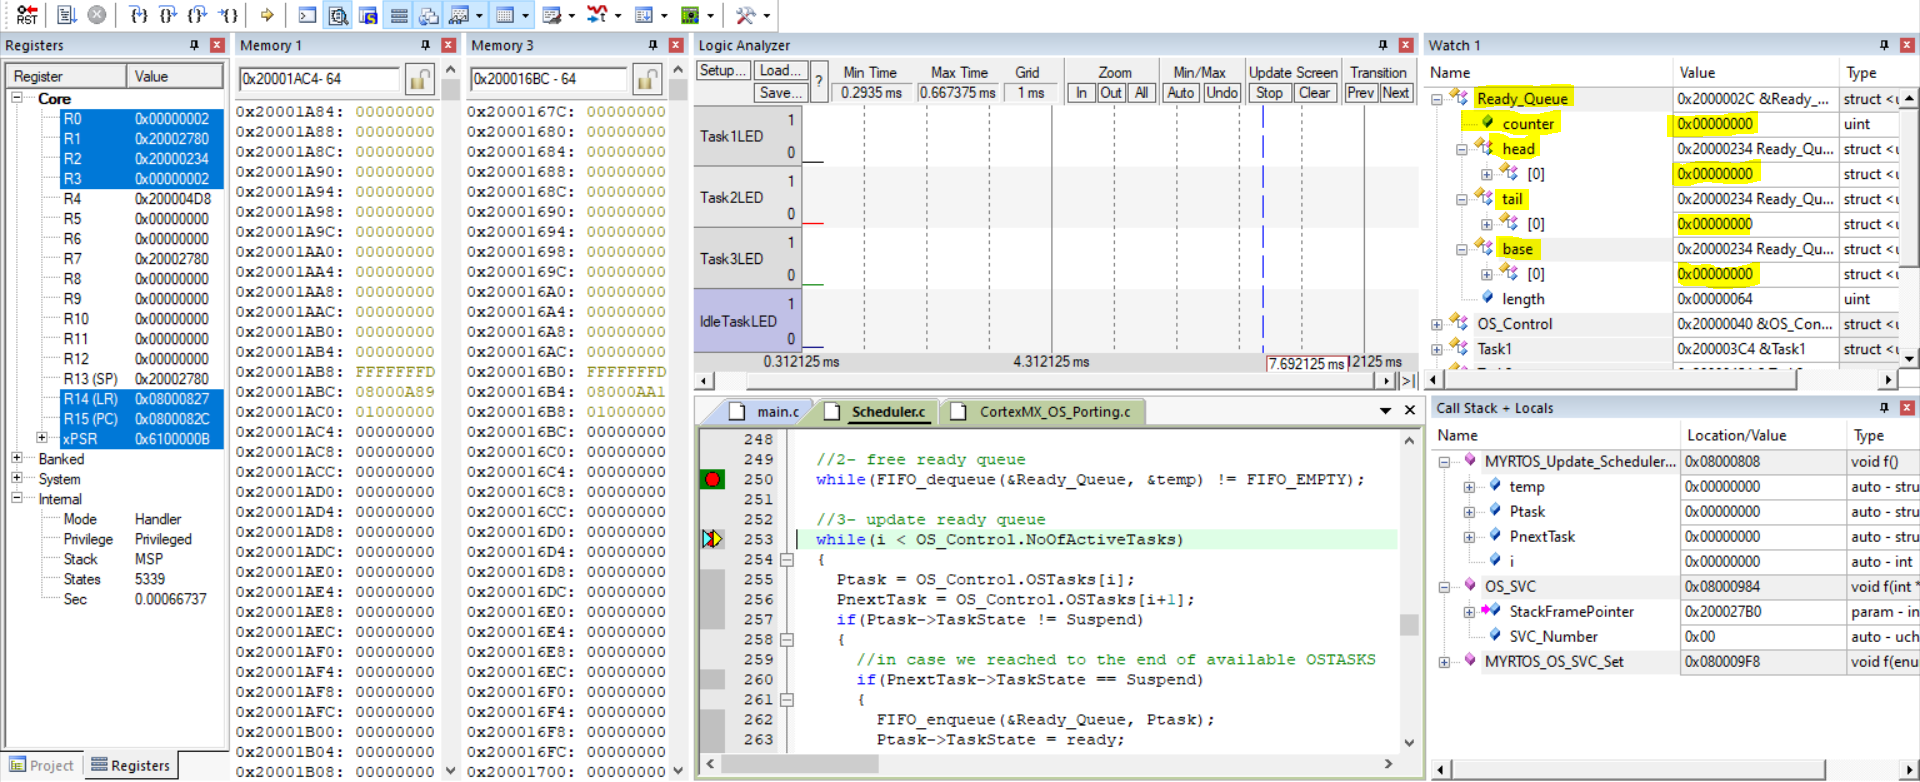 RST
Registers
Register Value
Core
R0 0x00000002
R1 0x20002780
R2 0x20000234
R3 0x00000002
R4 0x200004D8
R5 0x00000000
R6 0x00000000
R7 0x20002780
R8 0x00000000
R9 0x00000000
R10 0x00000000
R11 0x00000000
R12 0x00000000
R13 (SP) 0x20002780
R14 (LR) 0x08000827
R15 (PC) 0x0800082C
xPSR 0x6100000B
Banked
System
Internal
Mode Handler
Privilege Privileged
Stack MSP
States 5339
Sec 0.00066737
Project Registers
Memory 1
0x20001AC4- 64
0x20001A84: 00000000
0x20001A88: 00000000
0x20001A8C: 00000000
0x20001A90: 00000000
0x20001A94: 00000000
0x20001A98: 00000000
0x20001A9C: 00000000
0x20001AA0: 00000000
0x20001AA4: 00000000
0x20001AA8: 00000000
0x20001AAC: 00000000
0x20001AB0: 00000000
0x20001AB4: 00000000
0x20001AB8: FFFFFFFD
0x20001ABC: 08000A89
0x20001AC0: 01000000
0x20001AC4: 00000000
0x20001AC8: 00000000
0x20001ACC: 00000000
0x20001AD0: 00000000
0x20001AD4: 00000000
0x20001AD8: 00000000
0x20001ADC: 00000000
0x20001AE0: 00000000
0x20001AE4: 00000000
0x20001AE8: 00000000
0x20001AEC: 00000000
0x20001AF0: 00000000
0x20001AF4: 00000000
0x20001AF8: 00000000
0x20001AFC: 00000000
0x20001B00: 00000000
0x20001B04: 00000000
0x20001B08: 00000000
Memory 3
0x200016BC - 64
0x2000167C: 00000000
0x20001680: 00000000
0x20001684: 00000000
0x20001688: 00000000
0x2000168C: 00000000
0x20001690: 00000000
0x20001694: 00000000
0x20001698: 00000000
0x2000169C: 00000000
0x200016A0: 00000000
0x200016A4: 00000000
0x200016A8: 00000000
0x200016AC: 00000000
0x200016B0: FFFFFFFD
0x200016B4: 08000AA1
0x200016B8: 01000000
0x200016BC: 00000000
0x200016C0: 00000000
0x200016C4: 00000000
0x200016C8: 00000000
0x200016CC: 00000000
0x200016D0: 00000000
0x200016D4: 00000000
0x200016D8: 00000000
0x200016DC: 00000000
0x200016E0: 00000000
0x200016E4: 00000000
0x200016E8: 00000000
0x200016EC: 00000000
0x200016F0: 00000000
0x200016F4: 00000000
0x200016F8: 00000000
0x200016FC: 00000000
0x20001700: 00000000
Logic Analyzer
Setup... Load... ? Min Time Max Time Grid Zoom Min/Max Update Screen Transition
Save... 0.2935 ms 0.667375 ms 1 ms In Out All Auto Undo Stop Clear Prev Next
1
Task1LED
0
1
Task2LED
0
1
Task3LED
0
1
IdleTaskLED
0
0.312125 ms 4.312125 ms 7.692125 ms 12125 ms
main.c Scheduler.c CortexMX_OS_Porting.c
248
249 //2- free ready queue
250 while(FIFO_dequeue(&Ready_Queue, &temp) != FIFO_EMPTY);
251
252 //3- update ready queue
253 while(i < OS_Control.NoOfActiveTasks)
254 {
255 Ptask = OS_Control.OSTasks[i];
256 PnextTask = OS_Control.OSTasks[i+1];
257 if(Ptask->TaskState != Suspend)
258 {
259 //in case we reached to the end of available OSTASKS
260 if(PnextTask->TaskState == Suspend)
261 {
262 FIFO_enqueue(&Ready_Queue, Ptask);
263 Ptask->TaskState = ready;
Watch 1
Name Value Type
Ready_Queue 0x2000002C &Ready_... struct <u
counter 0x00000000 uint
head 0x20000234 Ready_Qu... struct <u
[0] 0x00000000 struct <u
tail 0x20000234 Ready_Qu... struct <u
[0] 0x00000000 struct <u
base 0x20000234 Ready_Qu... struct <u
[0] 0x00000000 struct <u
length 0x00000064 uint
OS_Control 0x20000040 &OS_Con... struct <u
Task1 0x200003C4 &Task1 struct <u
Call Stack + Locals
Name Location/Value Type
MYRTOS_Update_Scheduler... 0x08000808 void f()
temp 0x00000000 auto - stru
Ptask 0x00000000 auto - stru
PnextTask 0x00000000 auto - stru
i 0x00000000 auto - int
OS_SVC 0x08000984 void f(int *
StackFramePointer 0x200027B0 param - in
SVC_Number 0x00 auto - uch
MYRTOS_OS_SVC_Set 0x080009F8 void f(enu